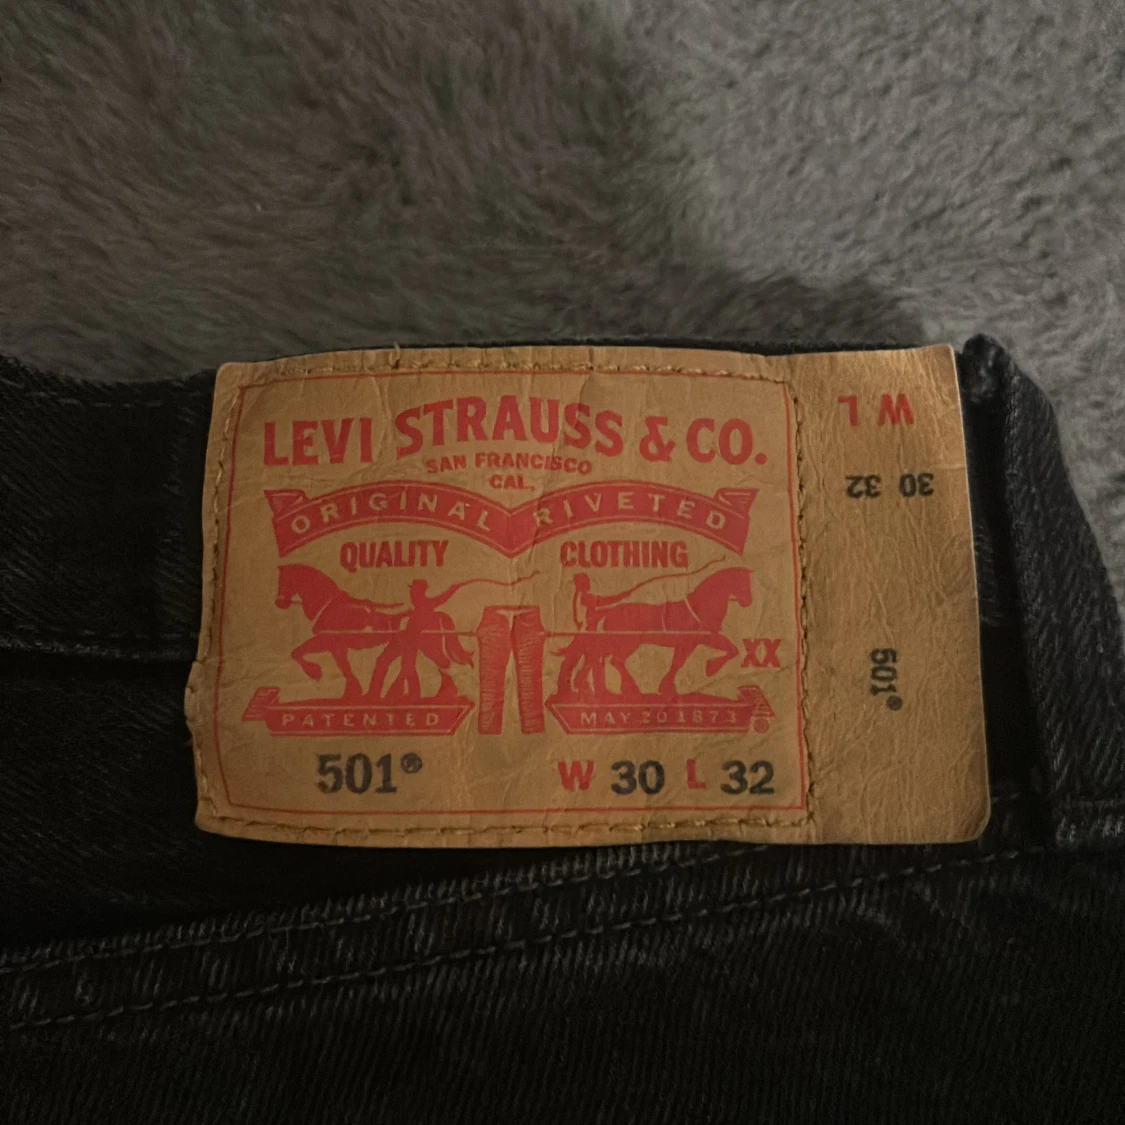 LEVI STRAUSS & CO.
SAN FRANCISCO
CAL.
ORIGINAL RIVETED
QUALITY CLOTHING
XX
PATENTED MAY 20 1873 ®
501® W 30 L 32
W L
30 32
501®